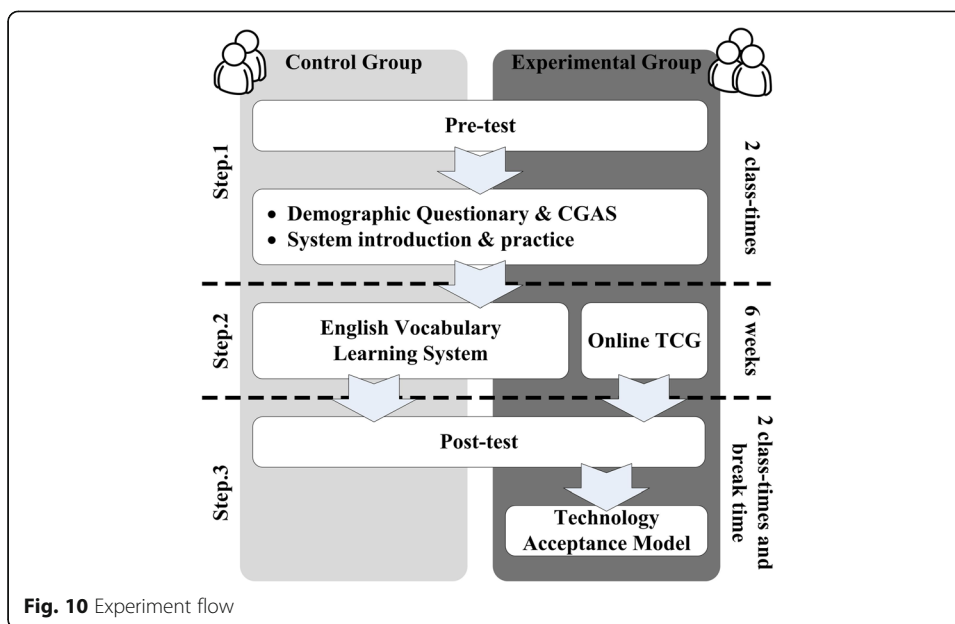 Control Group
Experimental Group
Step.1
Pre-test
2 class-times
• Demographic Questionary & CGAS
• System introduction & practice
Step.2
English Vocabulary
Learning System
Online TCG
6 weeks
Step.3
Post-test
2 class-times and
break time
Technology
Acceptance Model
Fig. 10 Experiment flow